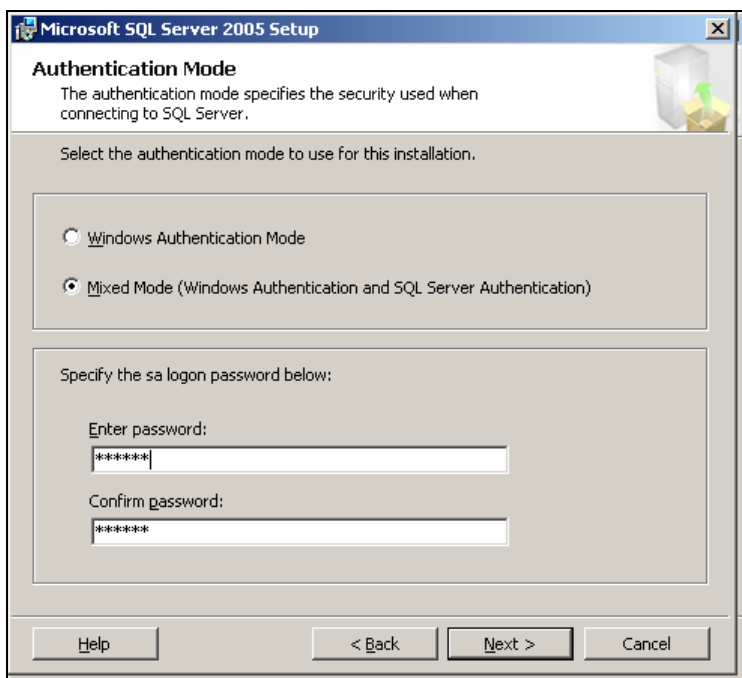 Microsoft SQL Server 2005 Setup
Authentication Mode
The authentication mode specifies the security used when
connecting to SQL Server.
Select the authentication mode to use for this installation.
Windows Authentication Mode
Mixed Mode (Windows Authentication and SQL Server Authentication)
Specify the sa logon password below:
Enter password:
******
Confirm password:
******
Help < Back Next > Cancel